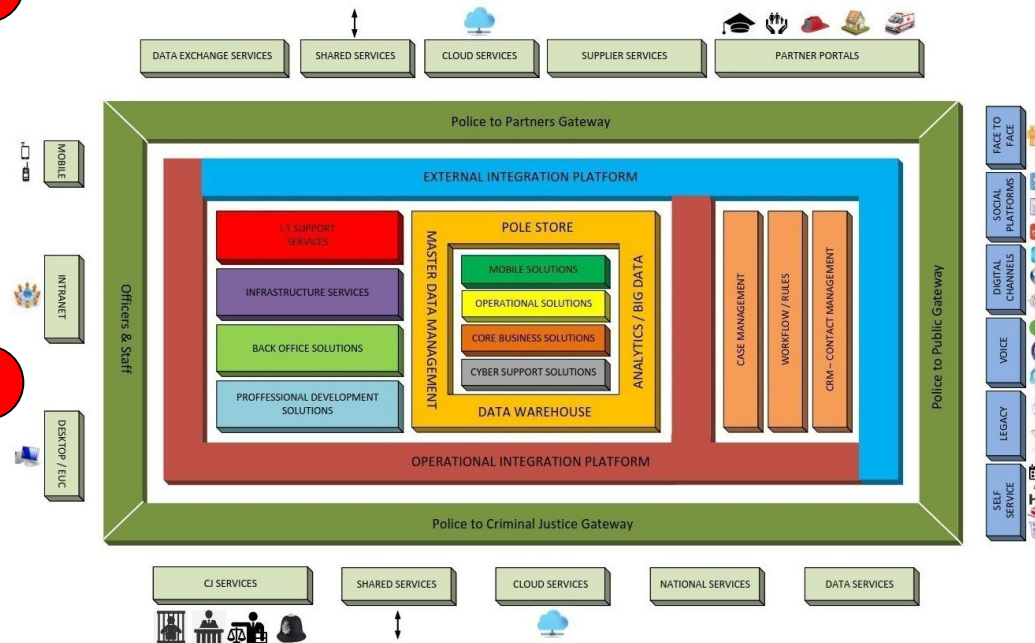 DATA EXCHANGE SERVICES
SHARED SERVICES
CLOUD SERVICES
SUPPLIER SERVICES
PARTNER PORTALS
Police to Partners Gateway
MOBILE
INTRANET
DESKTOP / EUC
Officers & Staff
EXTERNAL INTEGRATION PLATFORM
I.T SUPPORT
SERVICES
INFRASTRUCTURE SERVICES
BACK OFFICE SOLUTIONS
PROFFESSIONAL DEVELOPMENT
SOLUTIONS
MASTER DATA MANAGEMENT
POLE STORE
MOBILE SOLUTIONS
OPERATIONAL SOLUTIONS
CORE BUSINESS SOLUTIONS
CYBER SUPPORT SOLUTIONS
DATA WAREHOUSE
ANALYTICS / BIG DATA
CASE MANAGEMENT
WORKFLOW / RULES
CRM – CONTACT MANAGEMENT
OPERATIONAL INTEGRATION PLATFORM
Police to Public Gateway
FACE TO
FACE
SOCIAL
PLATFORMS
DIGITAL
CHANNELS
VOICE
LEGACY
SELF
SERVICE
Police to Criminal Justice Gateway
CJ SERVICES
SHARED SERVICES
CLOUD SERVICES
NATIONAL SERVICES
DATA SERVICES